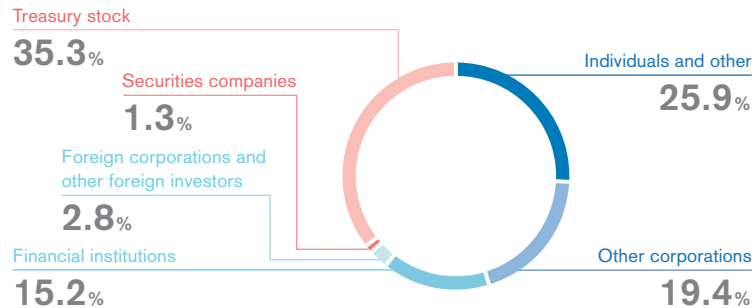 Treasury stock
35.3%
Securities companies
1.3%
Foreign corporations and
other foreign investors
2.8%
Financial institutions
15.2%
Individuals and other
25.9%
Other corporations
19.4%